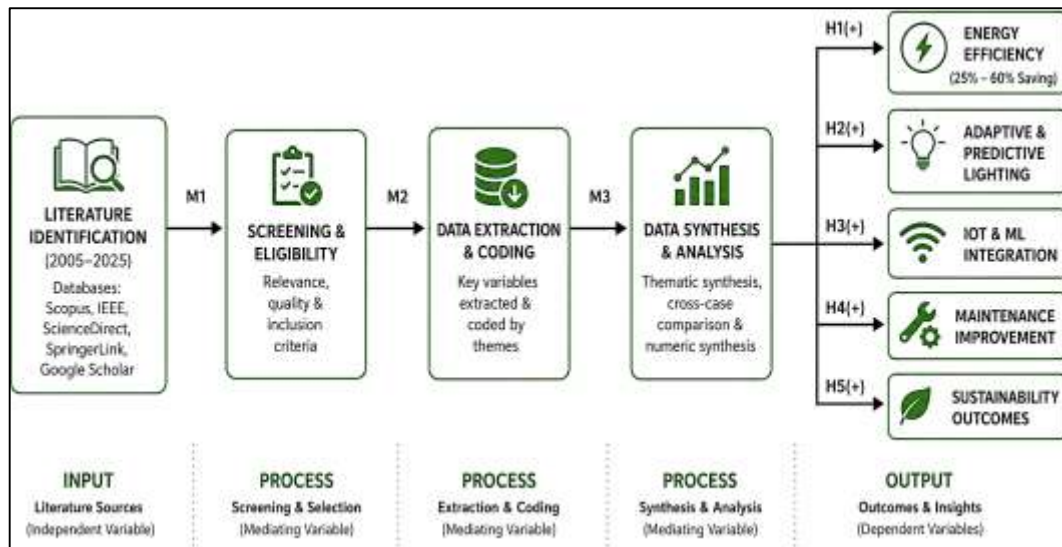 LITERATURE
IDENTIFICATION
(2005–2025)
Databases:
Scopus, IEEE,
ScienceDirect,
SpringerLink,
Google Scholar
M1
SCREENING &
ELIGIBILITY
Relevance,
quality &
inclusion
criteria
M2
DATA EXTRACTION
& CODING
Key variables
extracted &
coded by
themes
M3
DATA SYNTHESIS
& ANALYSIS
Thematic synthesis,
cross-case
comparison &
numeric synthesis
H1(+)
ENERGY
EFFICIENCY
(25% – 60% Saving)
H2(+)
ADAPTIVE &
PREDICTIVE
LIGHTING
H3(+)
IOT & ML
INTEGRATION
H4(+)
MAINTENANCE
IMPROVEMENT
H5(+)
SUSTAINABILITY
OUTCOMES
INPUT
Literature Sources
(Independent Variable)
PROCESS
Screening & Selection
(Mediating Variable)
PROCESS
Extraction & Coding
(Mediating Variable)
PROCESS
Synthesis & Analysis
(Mediating Variable)
OUTPUT
Outcomes & Insights
(Dependent Variables)